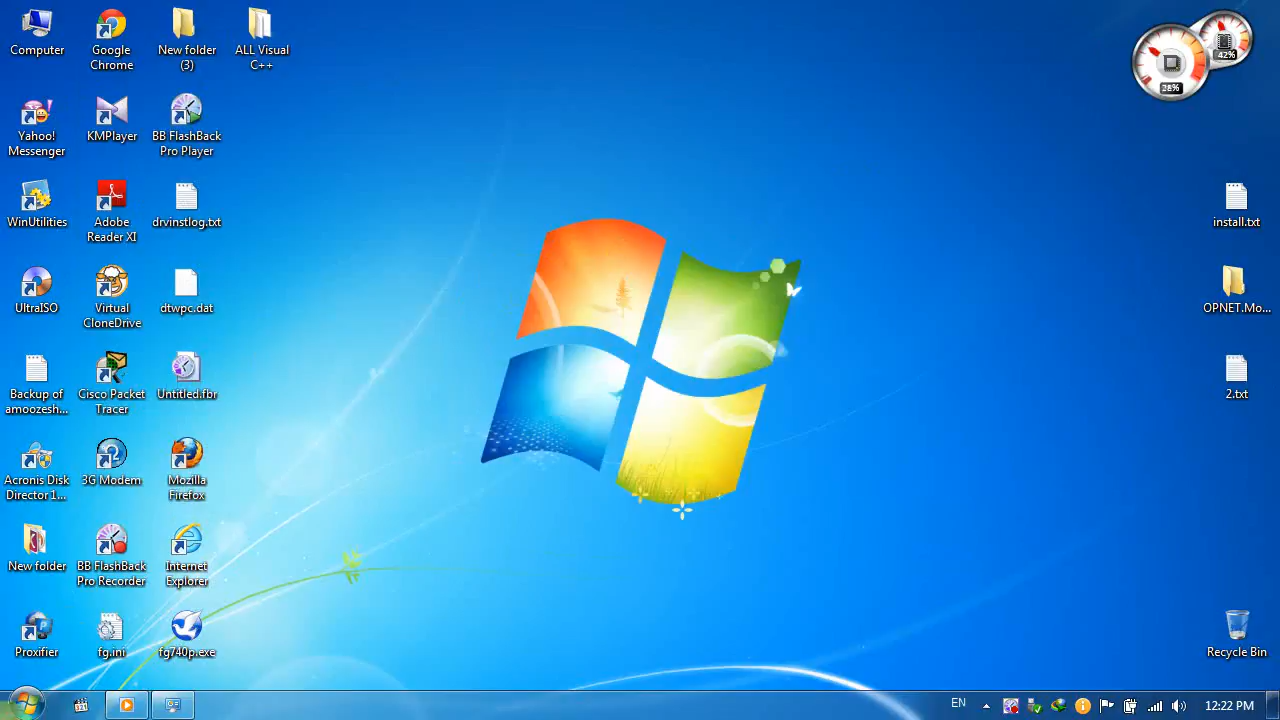 Computer
Google
Chrome
New folder
(3)
ALL Visual
C++
42%
Yahoo!
Messenger
KMPlayer
BB FlashBack
Pro Player
WinUtilities
Adobe
Reader XI
drvinstlog.txt
install.txt
UltraISO
Virtual
CloneDrive
dtwpc.dat
OPNET.Mo...
Backup of
amoozesh...
Cisco Packet
Tracer
Untitled.fbr
2.txt
Acronis Disk
Director 1...
3G Modem
Mozilla
Firefox
New folder
BB FlashBack
Pro Recorder
Internet
Explorer
Proxifier
fg.ini
fg740p.exe
Recycle Bin
EN
12:22 PM